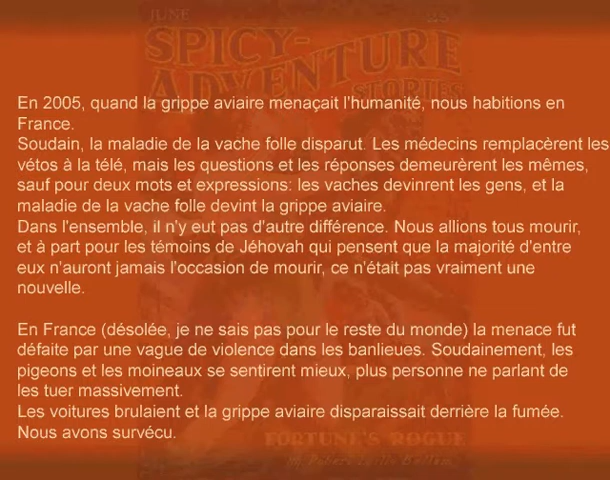 JUNE
25¢
SPICY-
ADVENTURE
STORIES
En 2005, quand la grippe aviaire menaçait l'humanité, nous habitions en
France.
Soudain, la maladie de la vache folle disparut. Les médecins remplacèrent les
vétos à la télé, mais les questions et les réponses demeurèrent les mêmes,
sauf pour deux mots et expressions: les vaches devinrent les gens, et la
maladie de la vache folle devint la grippe aviaire.
Dans l'ensemble, il n'y eut pas d'autre différence. Nous allions tous mourir,
et à part pour les témoins de Jéhovah qui pensent que la majorité d'entre
eux n'auront jamais l'occasion de mourir, ce n'était pas vraiment une
nouvelle.
En France (désolée, je ne sais pas pour le reste du monde) la menace fut
défaite par une vague de violence dans les banlieues. Soudainement, les
pigeons et les moineaux se sentirent mieux, plus personne ne parlant de
les tuer massivement.
Les voitures brulaient et la grippe aviaire disparaissait derrière la fumée.
Nous avons survécu.
FORTUNE'S ROGUE